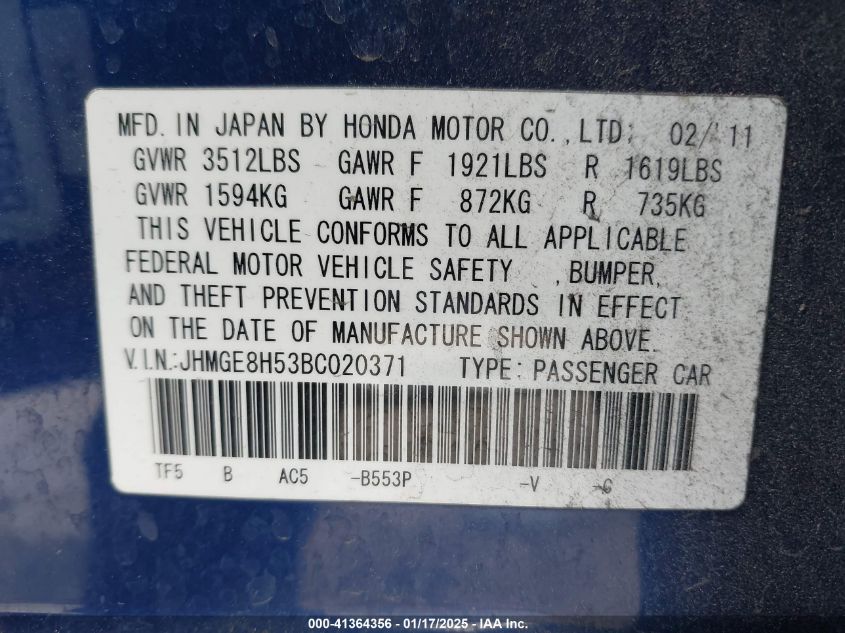 MFD. IN JAPAN BY HONDA MOTOR CO.,LTD. 02/ 11
GVWR 3512LBS GAWR F 1921LBS R 1619LBS
GVWR 1594KG GAWR F 872KG R 735KG
THIS VEHICLE CONFORMS TO ALL APPLICABLE
FEDERAL MOTOR VEHICLE SAFETY , BUMPER,
AND THEFT PREVENTION STANDARDS IN EFFECT
ON THE DATE OF MANUFACTURE SHOWN ABOVE.
V.I.N.:JHMGE8H53BC020371 TYPE: PASSENGER CAR
TF5 B AC5 -B553P -V -C
000-41364356 - 01/17/2025 - IAA Inc.